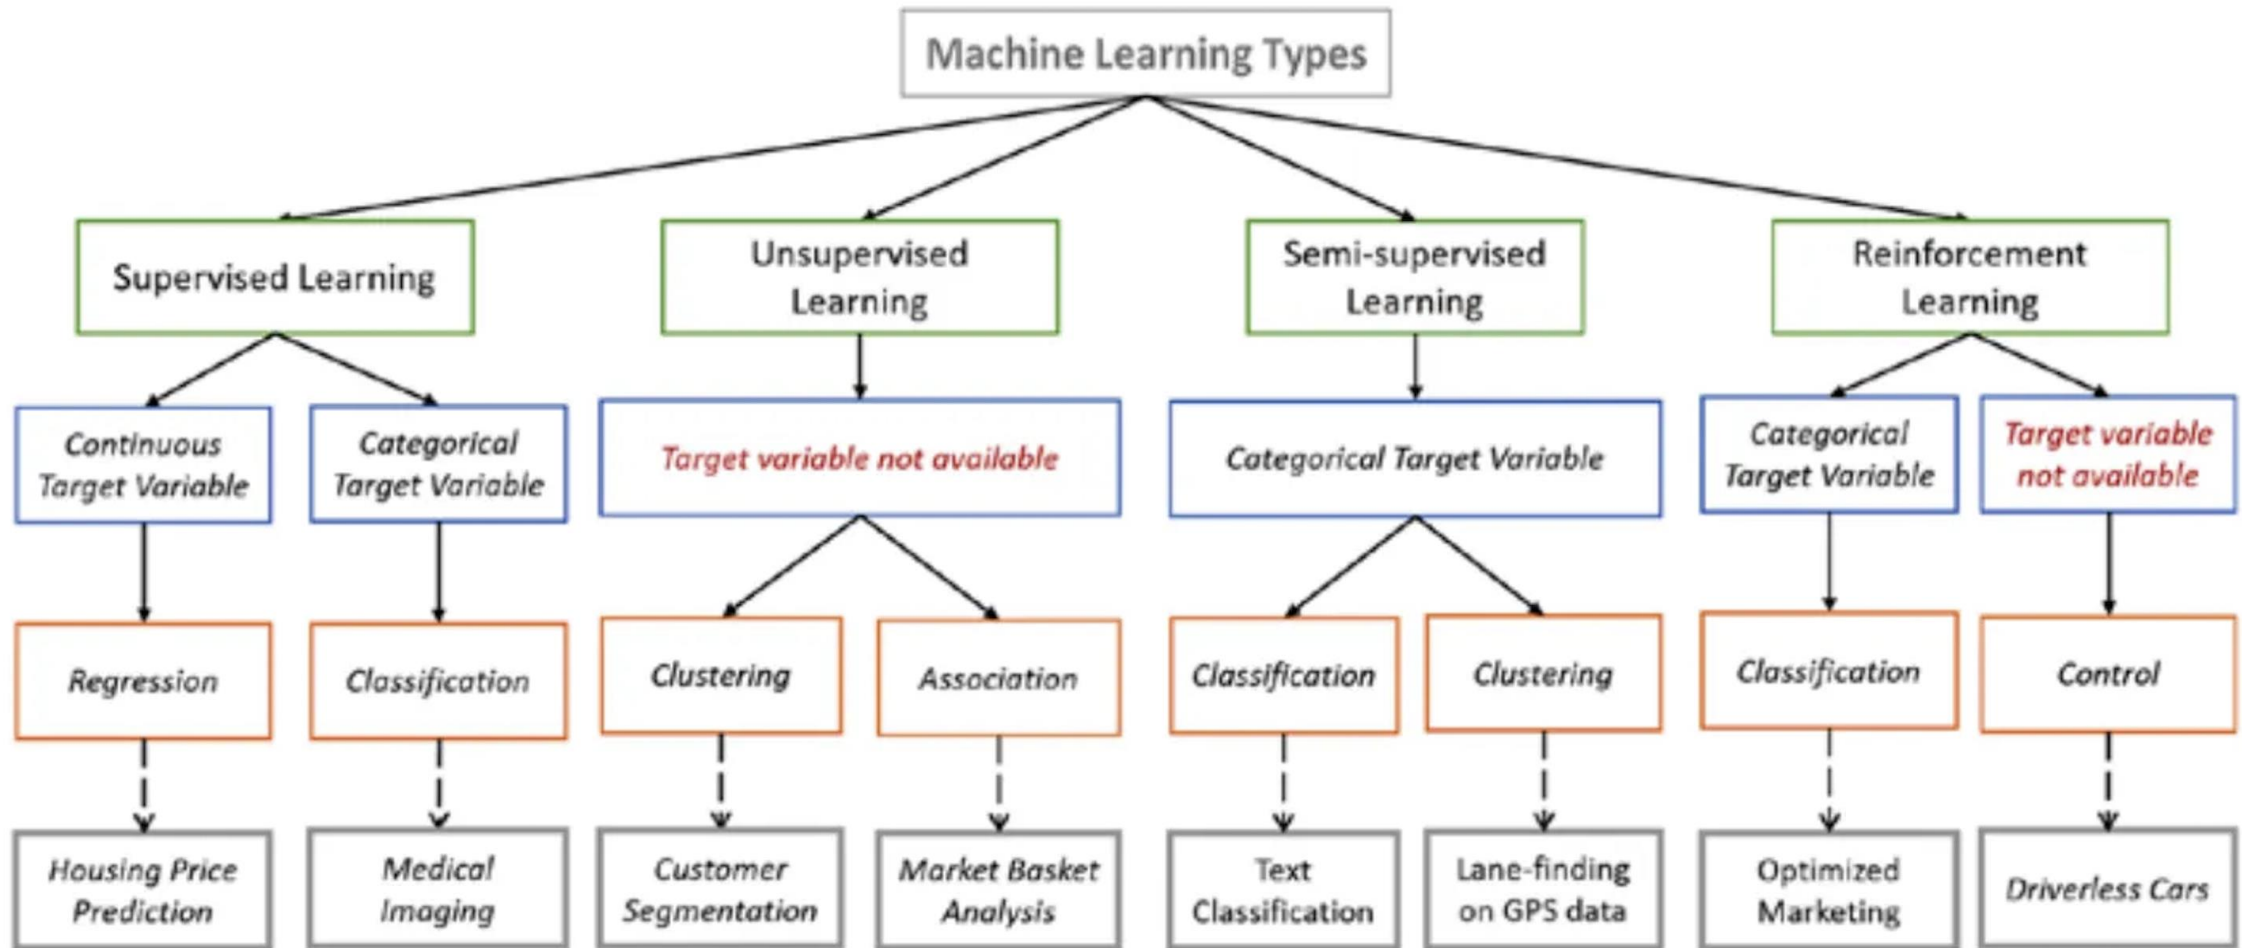 Machine Learning Types
Supervised Learning
Unsupervised
Learning
Semi-supervised
Learning
Reinforcement
Learning
Continuous
Target Variable
Categorical
Target Variable
Target variable not available
Categorical Target Variable
Categorical
Target Variable
Target variable
not available
Regression
Classification
Clustering
Association
Classification
Clustering
Classification
Control
Housing Price
Prediction
Medical
Imaging
Customer
Segmentation
Market Basket
Analysis
Text
Classification
Lane-finding
on GPS data
Optimized
Marketing
Driverless Cars